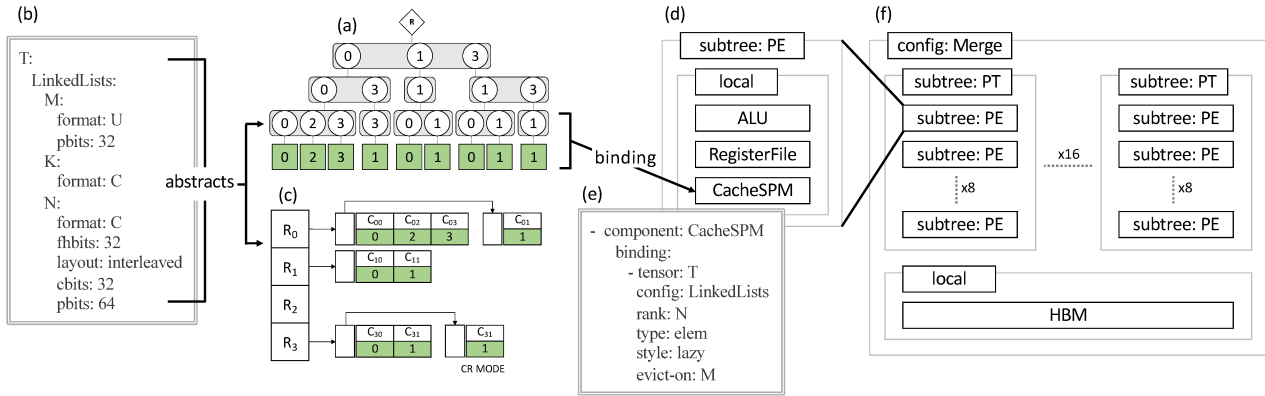 (b)
T:
LinkedLists:
M:
format: U
pbits: 32
K:
format: C
N:
format: C
fhbits: 32
layout: interleaved
cbits: 32
pbits: 64
abstracts
(a)
R
0 1 3
0 3 1 1 3
0 2 3 3 0 1 0 1 1
0 2 3 1 0 1 0 1 1
binding
(c)
R0
C00 C02 C03 C01
0 2 3 1
R1
C10 C11
0 1
R2
R3
C30 C31 C31
0 1 1
CR MODE
(d)
subtree: PE
local
ALU
RegisterFile
CacheSPM
(e)
- component: CacheSPM
binding:
- tensor: T
config: LinkedLists
rank: N
type: elem
style: lazy
evict-on: M
(f)
config: Merge
subtree: PT
subtree: PE
subtree: PE
x8
subtree: PE
x16
subtree: PT
subtree: PE
subtree: PE
x8
subtree: PE
local
HBM